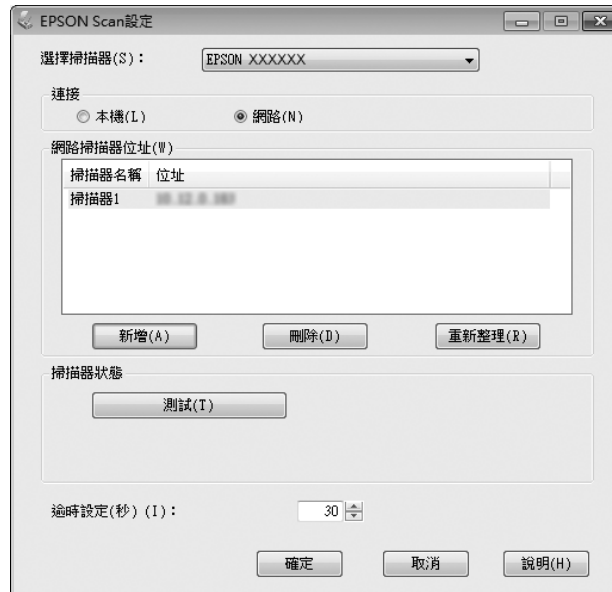 EPSON Scan設定
選擇掃描器(S)： EPSON XXXXXX
連接
本機(L) 網路(N)
網路掃描器位址(W)
掃描器名稱 位址
掃描器1
新增(A) 刪除(D) 重新整理(R)
掃描器狀態
測試(T)
逾時設定(秒) (I)： 30
確定 取消 說明(H)